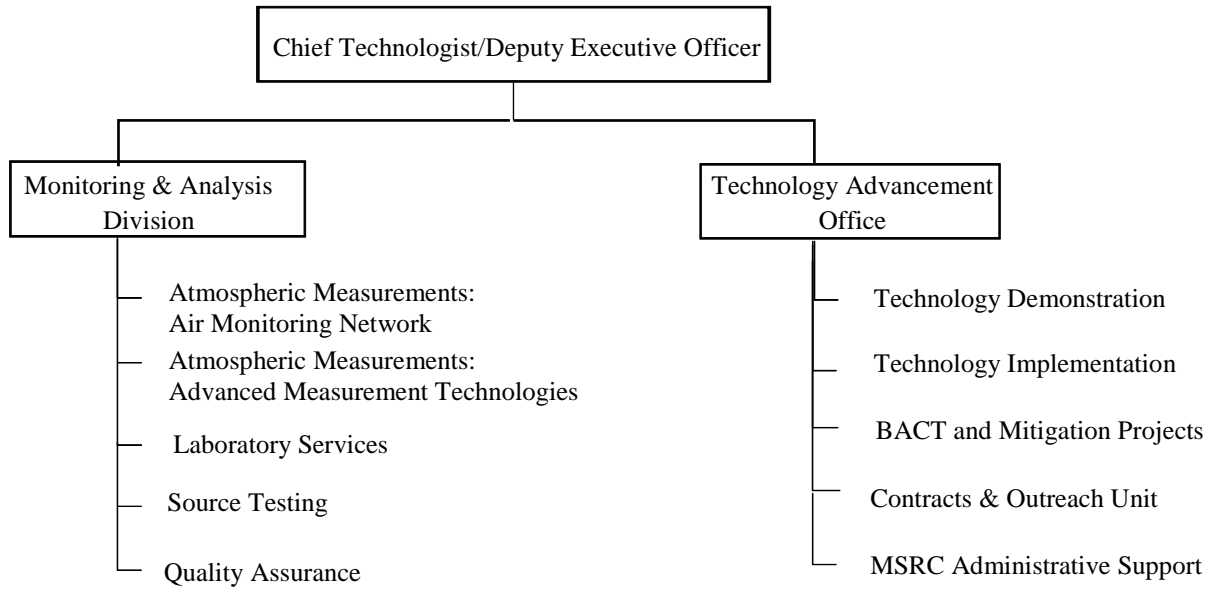 Chief Technologist/Deputy Executive Officer
Monitoring & Analysis
Division
Atmospheric Measurements:
Air Monitoring Network
Atmospheric Measurements:
Advanced Measurement Technologies
Laboratory Services
Source Testing
Quality Assurance
Technology Advancement
Office
Technology Demonstration
Technology Implementation
BACT and Mitigation Projects
Contracts & Outreach Unit
MSRC Administrative Support